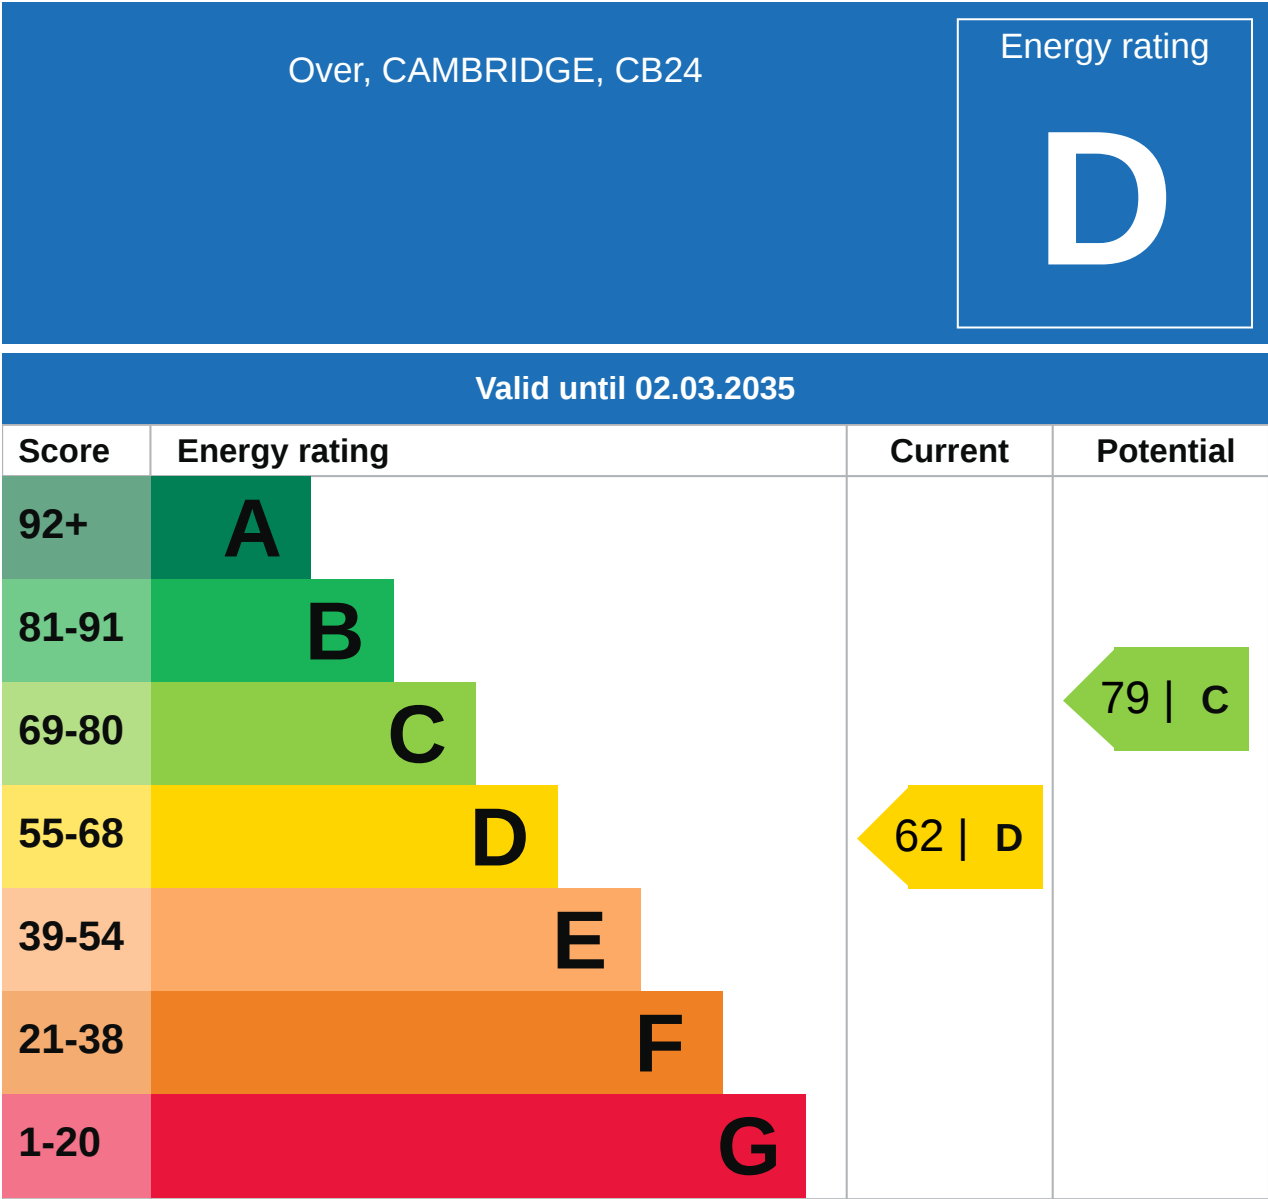 Over, CAMBRIDGE, CB24
Energy rating
D
Valid until 02.03.2035
Score Energy rating Current Potential
92+ A
81-91 B
69-80 C
79 | C
55-68 D
62 | D
39-54 E
21-38 F
1-20 G